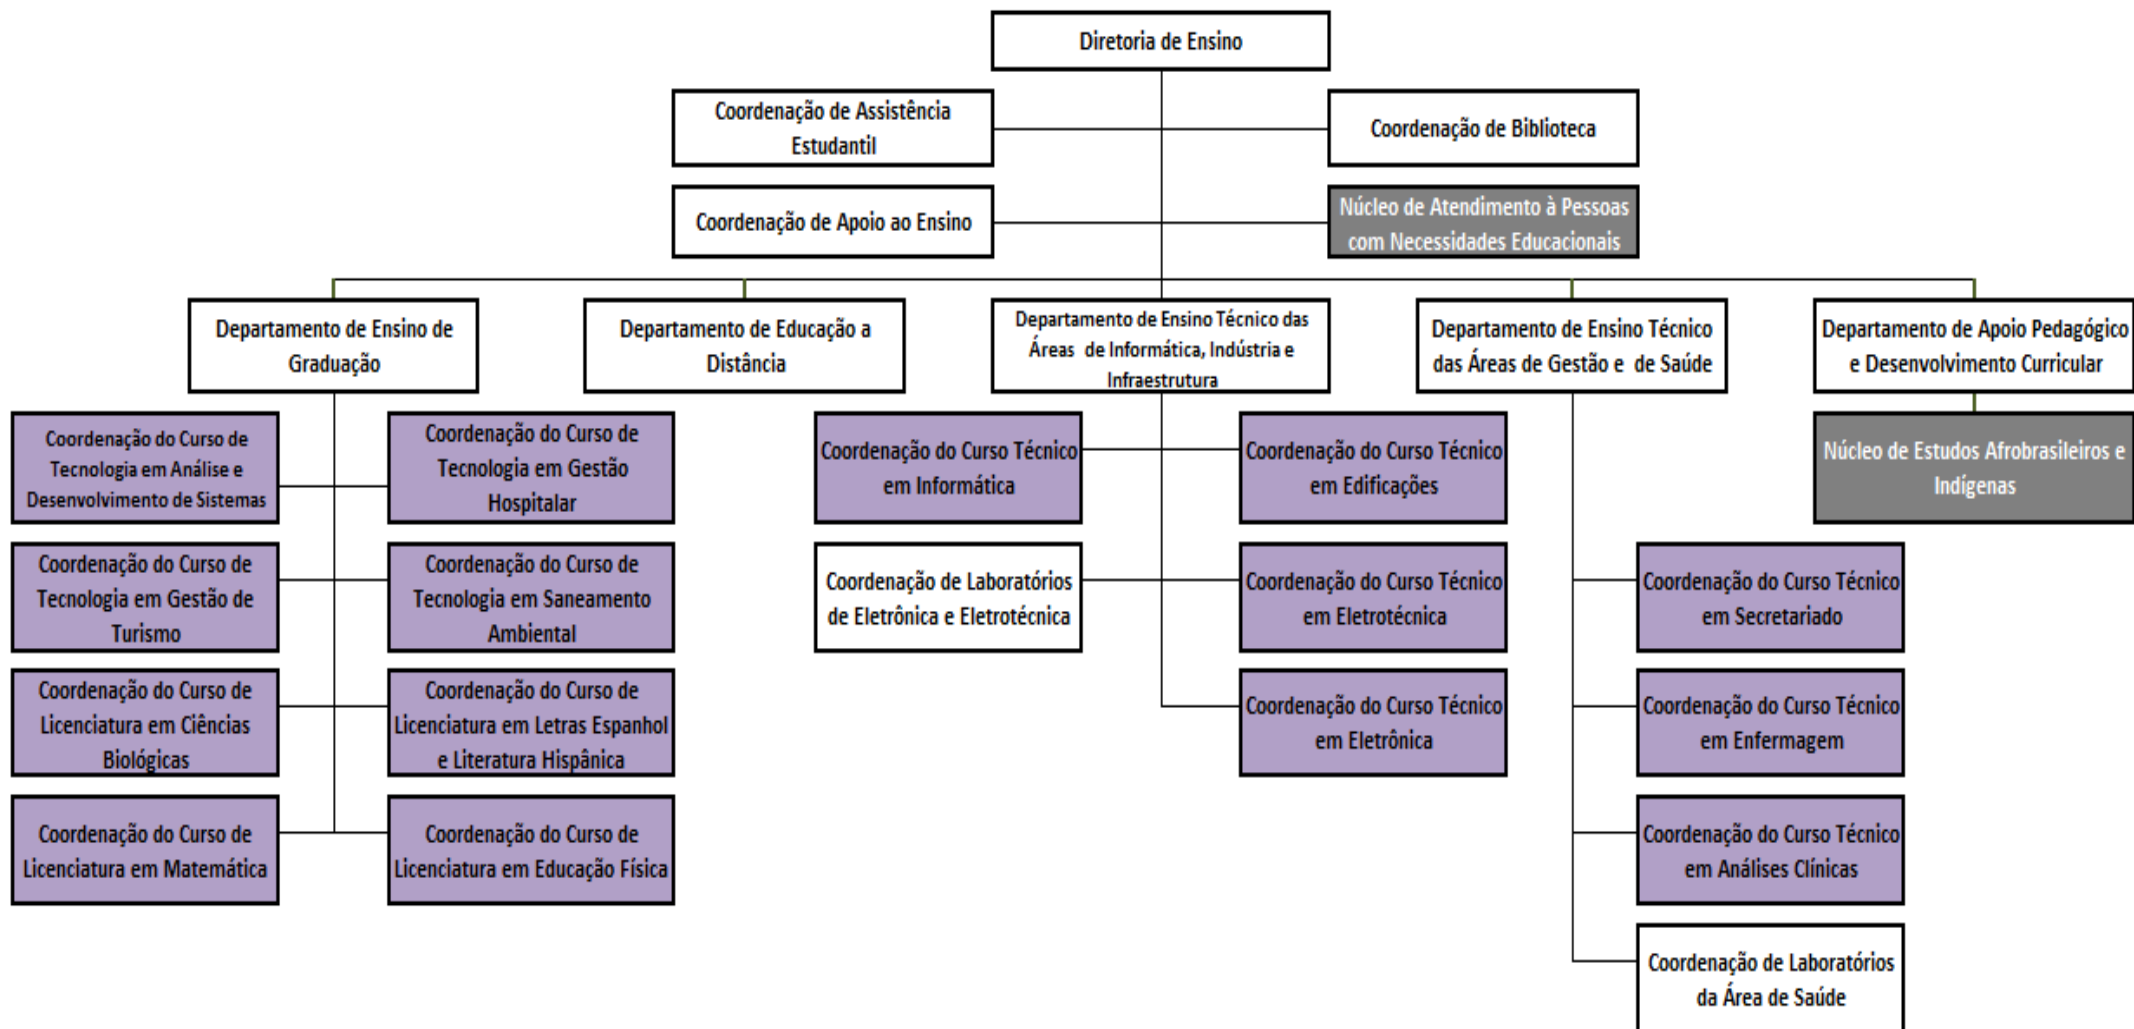 Diretoria de Ensino
Coordenação de Assistência
Estudantil
Coordenação de Biblioteca
Coordenação de Apoio ao Ensino
Núcleo de Atendimento à Pessoas
com Necessidades Educacionais
Departamento de Ensino de
Graduação
Departamento de Educação a
Distância
Departamento de Ensino Técnico das
Áreas de Informática, Indústria e
Infraestrutura
Departamento de Ensino Técnico
das Áreas de Gestão e de Saúde
Departamento de Apoio Pedagógico
e Desenvolvimento Curricular
Coordenação do Curso de
Tecnologia em Análise e
Desenvolvimento de Sistemas
Coordenação do Curso de
Tecnologia em Gestão
Hospitalar
Coordenação do Curso Técnico
em Informática
Coordenação do Curso Técnico
em Edificações
Núcleo de Estudos Afrobrasileiros e
Indígenas
Coordenação do Curso de
Tecnologia em Gestão de
Turismo
Coordenação do Curso de
Tecnologia em Saneamento
Ambiental
Coordenação de Laboratórios
de Eletrônica e Eletrotécnica
Coordenação do Curso Técnico
em Eletrotécnica
Coordenação do Curso Técnico
em Secretariado
Coordenação do Curso de
Licenciatura em Ciências
Biológicas
Coordenação do Curso de
Licenciatura em Letras Espanhol
e Literatura Hispânica
Coordenação do Curso Técnico
em Eletrônica
Coordenação do Curso Técnico
em Enfermagem
Coordenação do Curso de
Licenciatura em Matemática
Coordenação do Curso de
Licenciatura em Educação Física
Coordenação do Curso Técnico
em Análises Clínicas
Coordenação de Laboratórios
da Área de Saúde